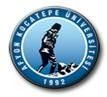 AFYON KOCATEPE ÜNİVERSİTESİ
1992